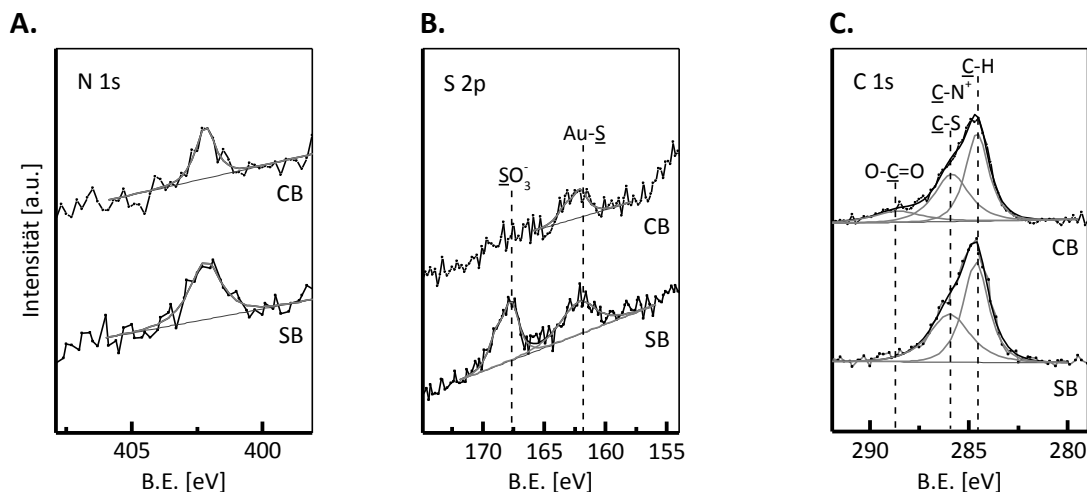 A.
N 1s
CB
SB
Intensität [a.u.]
405
400
B.E. [eV]
B.
S 2p
Au-S
SO₃⁻
CB
SB
170
165
160
155
B.E. [eV]
C.
C 1s
C-H
C-N⁺
C-S
O-C=O
CB
SB
290
285
280
B.E. [eV]